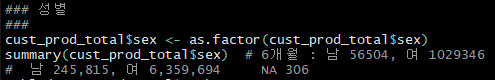 ### 성별
###
cust_prod_total$sex <- as.factor(cust_prod_total$sex)
summary(cust_prod_total$sex)  # 6개월 : 남 56504, 여 1029346
#  남 245,815, 여 6,359,694     NA 306